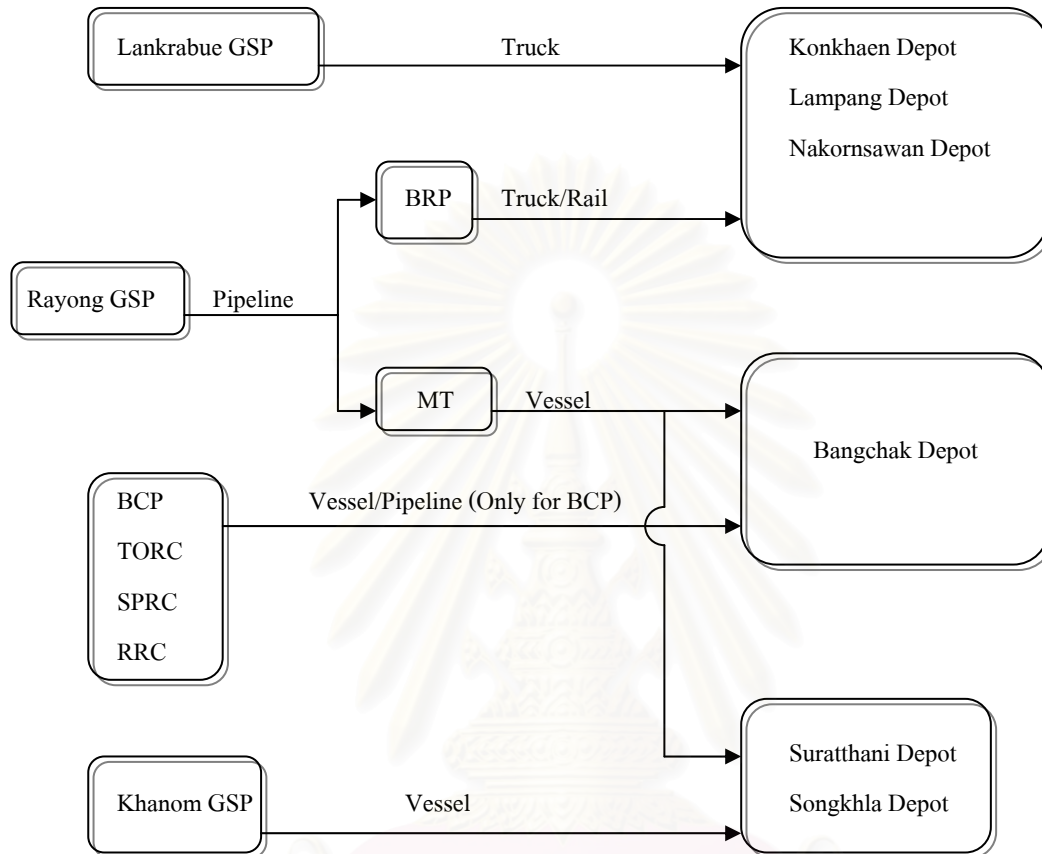 Lankrabue GSP
Truck
Konkhaen Depot
Lampang Depot
Nakornsawan Depot
BRP
Truck/Rail
Rayong GSP
Pipeline
MT
Vessel
Bangchak Depot
BCP
TORC
SPRC
RRC
Vessel/Pipeline (Only for BCP)
Suratthani Depot
Songkhla Depot
Khanom GSP
Vessel